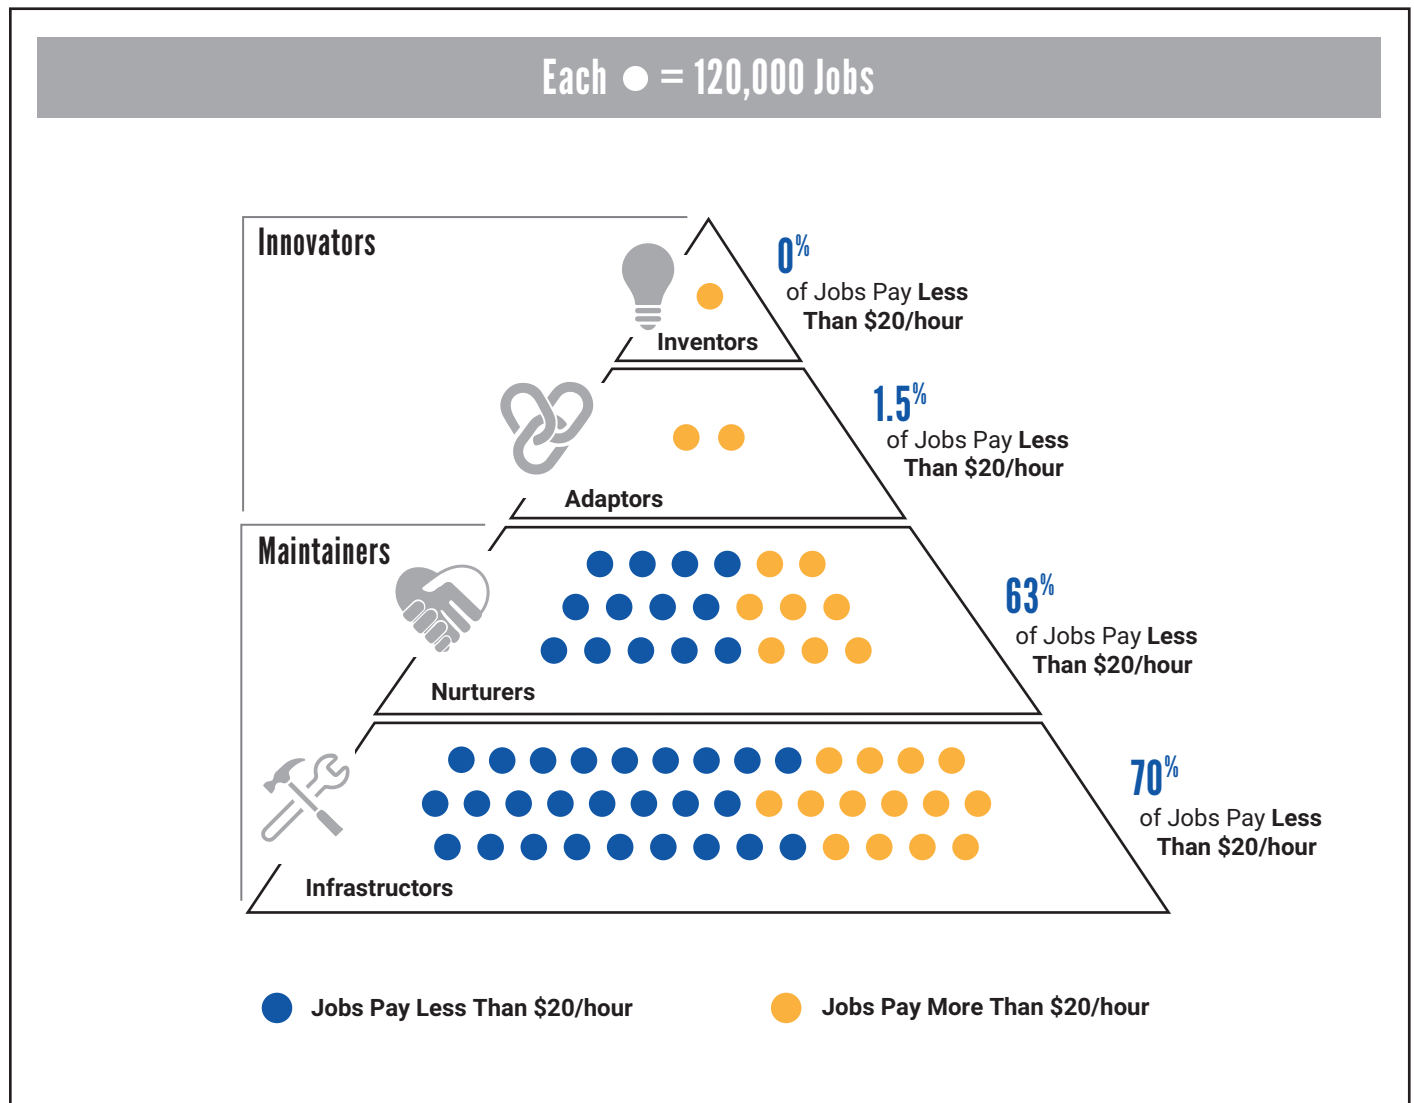 Each = 120,000 Jobs
Innovators
0%
of Jobs Pay Less
Than $20/hour
Inventors
1.5%
of Jobs Pay Less
Than $20/hour
Adaptors
Maintainers
63%
of Jobs Pay Less
Than $20/hour
Nurturers
70%
of Jobs Pay Less
Than $20/hour
Infrastructors
Jobs Pay Less Than $20/hour
Jobs Pay More Than $20/hour